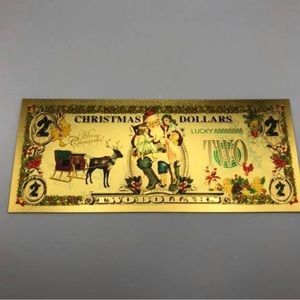 CHRISTMAS DOLLARS
2
2
Merry
Christmas
LUCKY 88888888
TWO
2
2
TWO DOLLARS